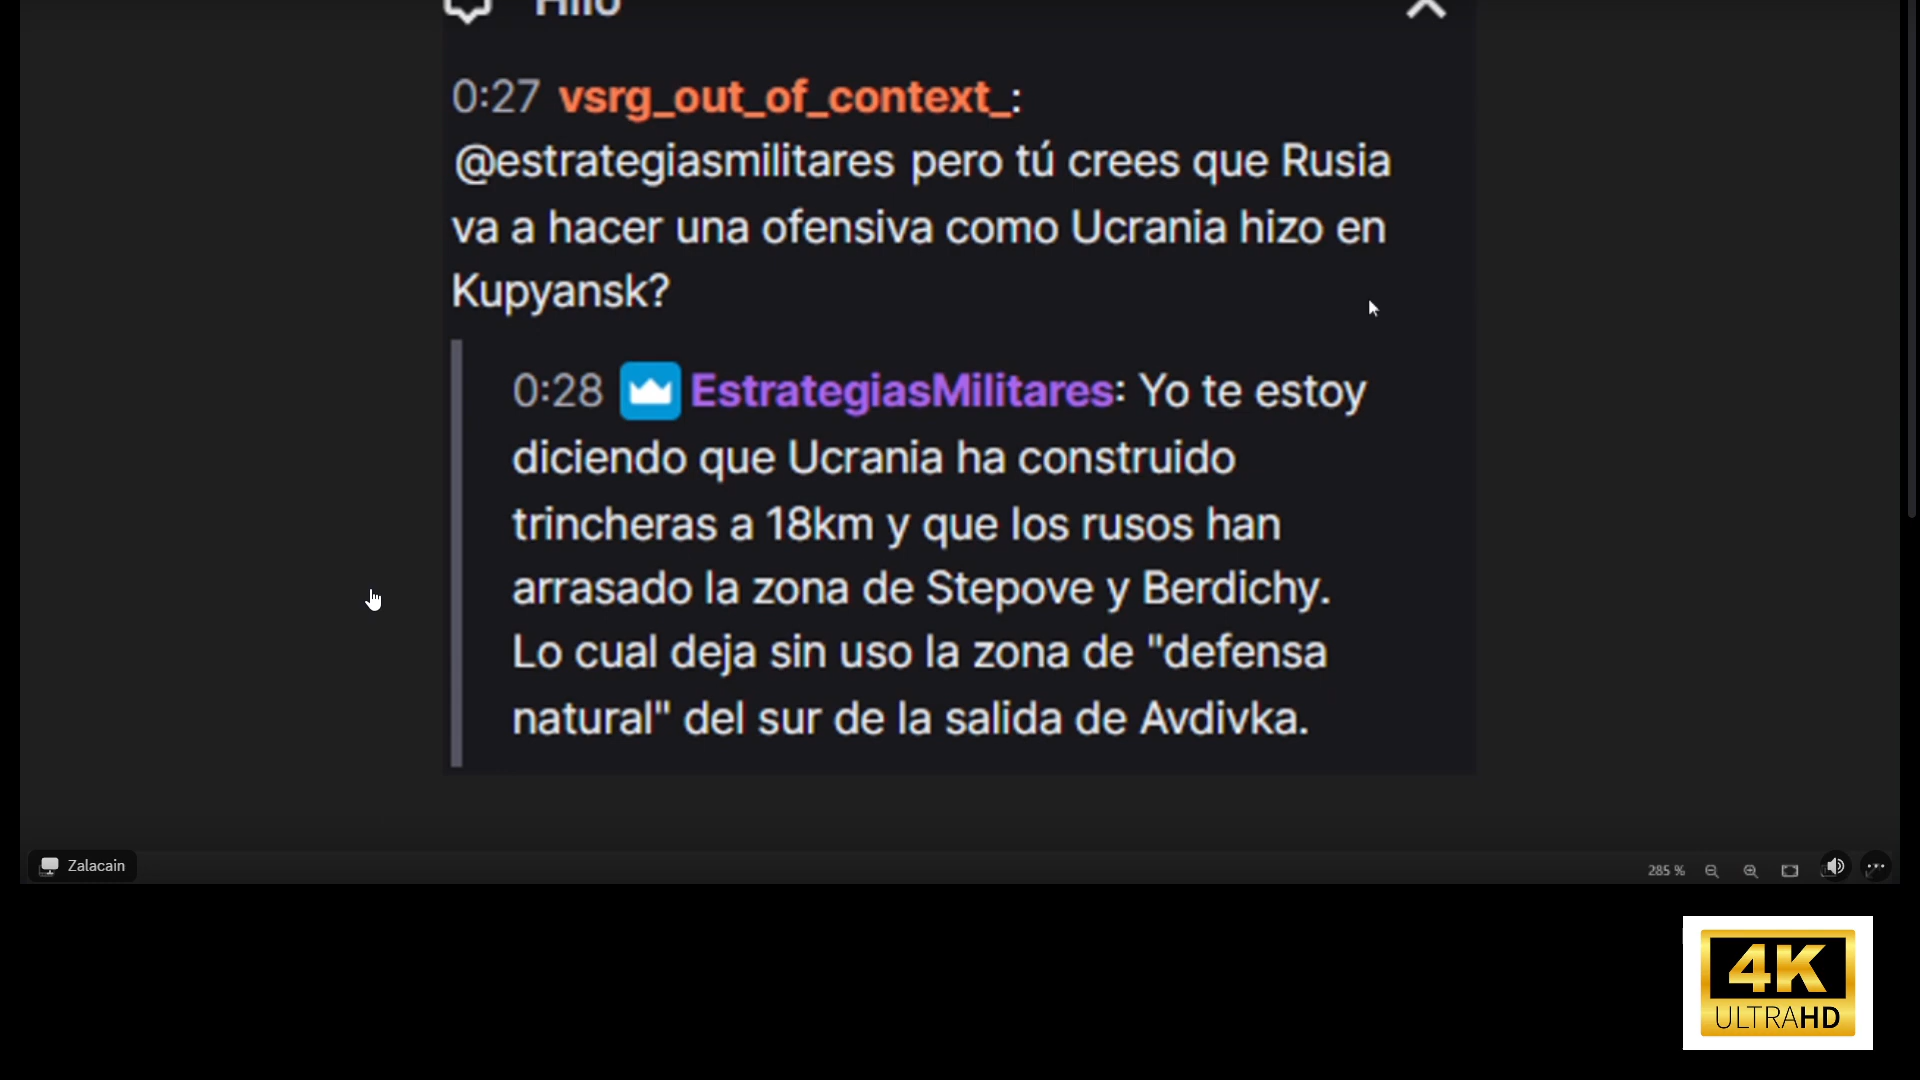 Hilo
0:27 vsrg_out_of_context_:
@estrategiasmilitares pero tú crees que Rusia
va a hacer una ofensiva como Ucrania hizo en
Kupyansk?
0:28 EstrategiasMilitares: Yo te estoy
diciendo que Ucrania ha construido
trincheras a 18km y que los rusos han
arrasado la zona de Stepove y Berdichy.
Lo cual deja sin uso la zona de "defensa
natural" del sur de la salida de Avdivka.
Zalacain
285 %
4K
ULTRAHD